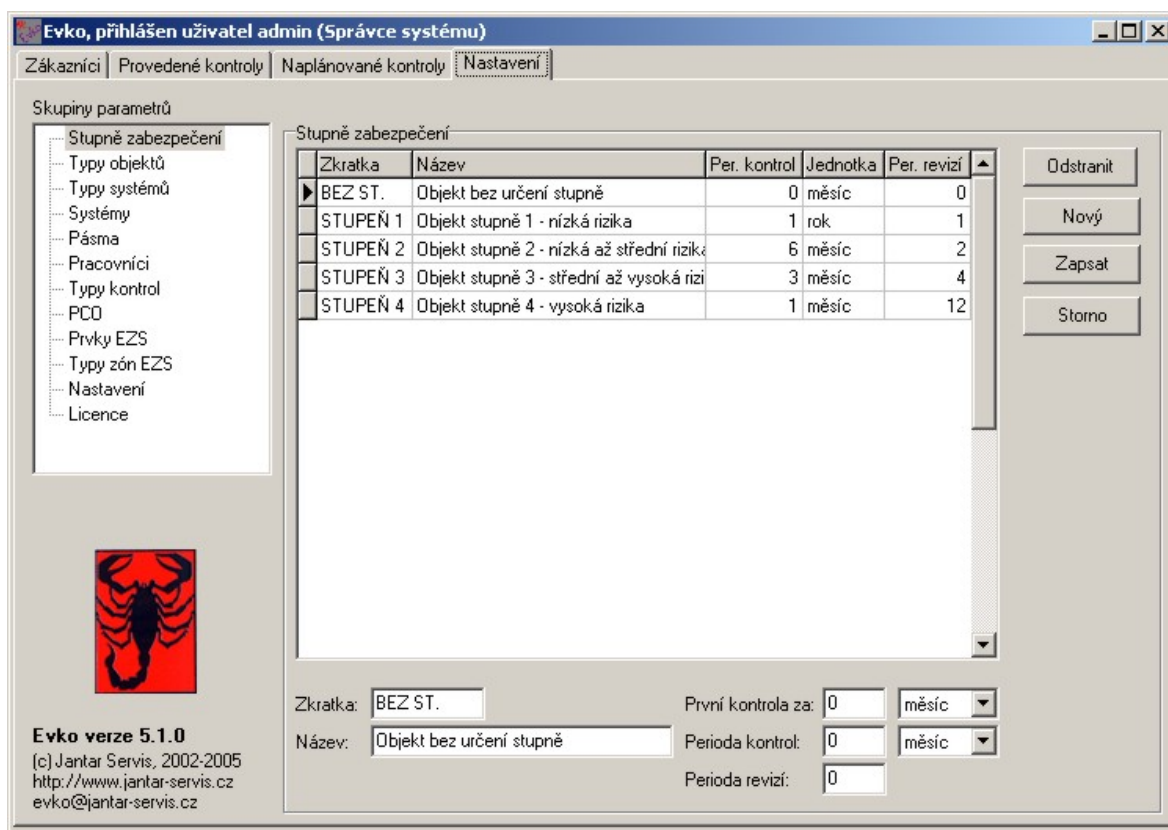 Evko, přihlášen uživatel admin (Správce systému)
Zákazníci Provedené kontroly Naplánované kontroly Nastavení
Skupiny parametrů
Stupně zabezpečení
Typy objektů
Typy systémů
Systémy
Pásma
Pracovníci
Typy kontrol
PCO
Prvky EZS
Typy zón EZS
Nastavení
Licence
Evko verze 5.1.0
(c) Jantar Servis, 2002-2005
http://www.jantar-servis.cz
evko@jantar-servis.cz
Stupně zabezpečení
Zkratka Název Per. kontrol Jednotka Per. revizí
BEZ ST. Objekt bez určení stupně 0 měsíc 0
STUPEŇ 1 Objekt stupně 1 - nízká rizika 1 rok 1
STUPEŇ 2 Objekt stupně 2 - nízká až střední rizika 6 měsíc 2
STUPEŇ 3 Objekt stupně 3 - střední až vysoká rizi 3 měsíc 4
STUPEŇ 4 Objekt stupně 4 - vysoká rizika 1 měsíc 12
Zkratka: BEZ ST. První kontrola za: 0 měsíc
Název: Objekt bez určení stupně Perioda kontrol: 0 měsíc
Perioda revizí: 0
Odstranit
Nový
Zapsat
Storno